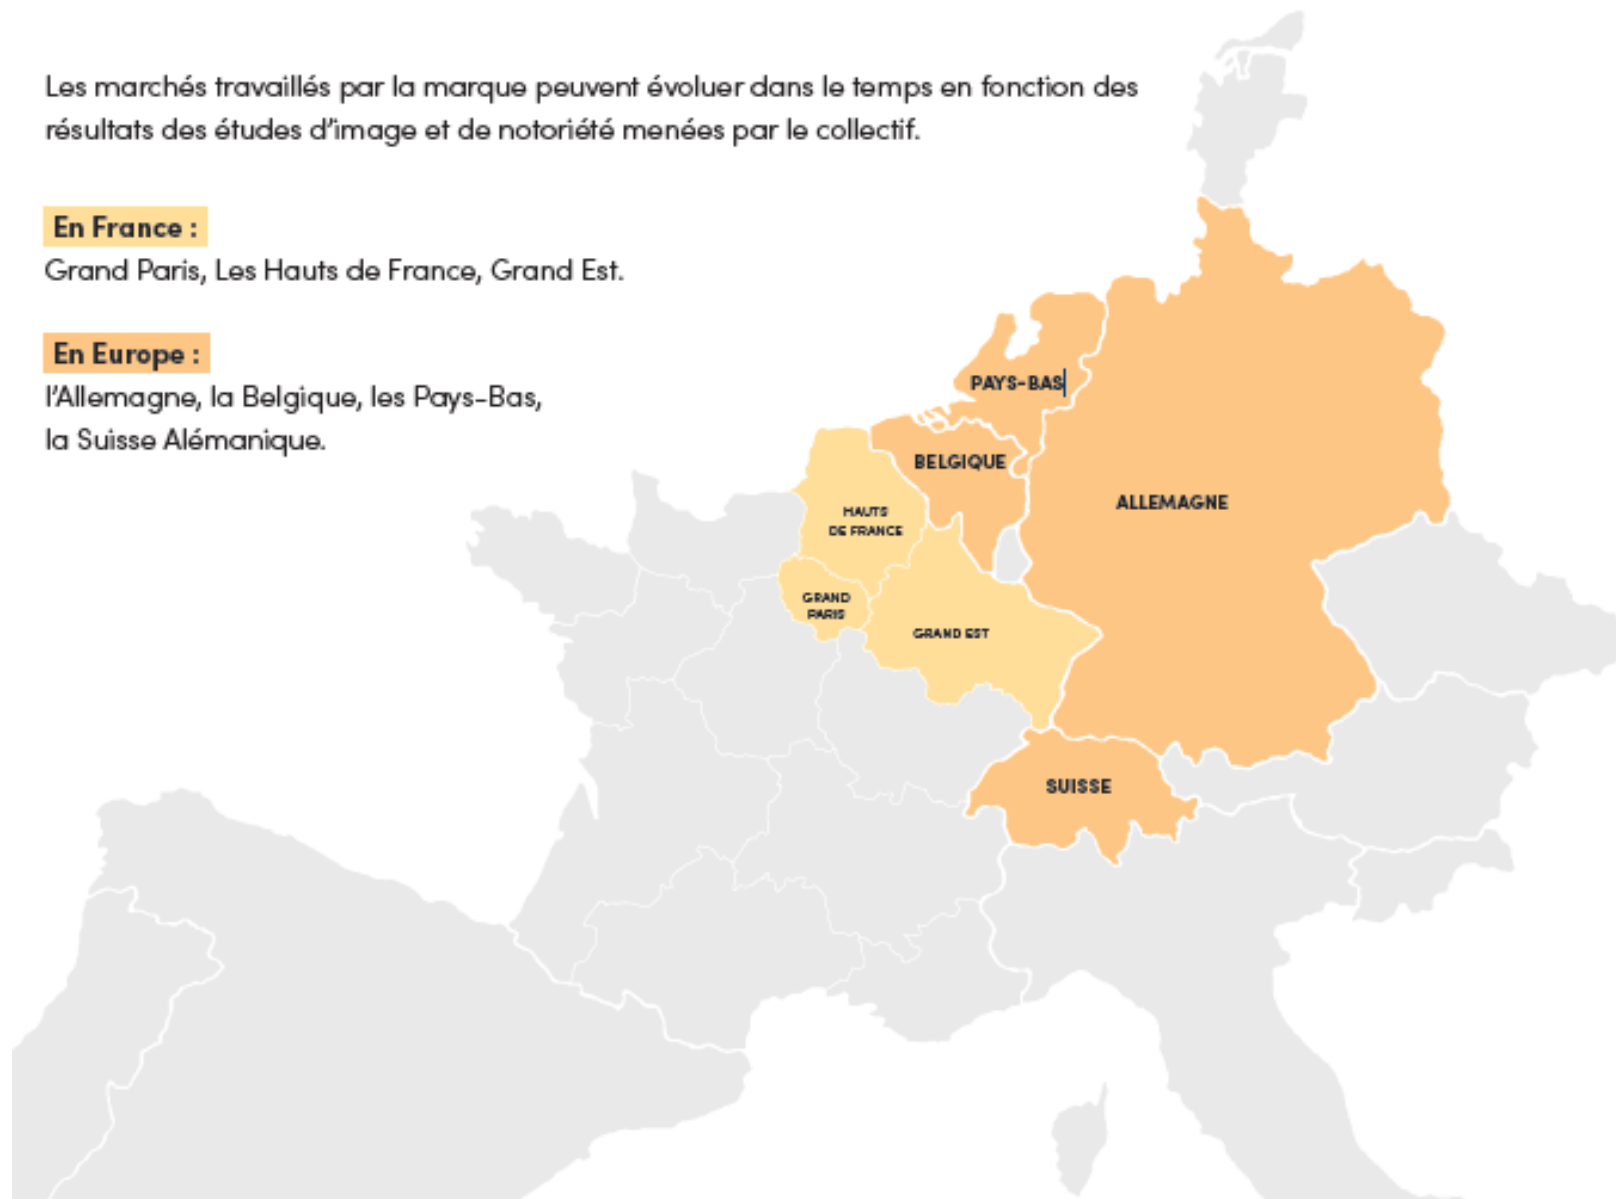 Les marchés travaillés par la marque peuvent évoluer dans le temps en fonction des
résultats des études d'image et de notoriété menées par le collectif.
En France :
Grand Paris, Les Hauts de France, Grand Est.
En Europe :
l'Allemagne, la Belgique, les Pays-Bas,
la Suisse Alémanique.
PAYS-BAS
BELGIQUE
ALLEMAGNE
HAUTS
DE FRANCE
GRAND
PARIS
GRAND EST
SUISSE